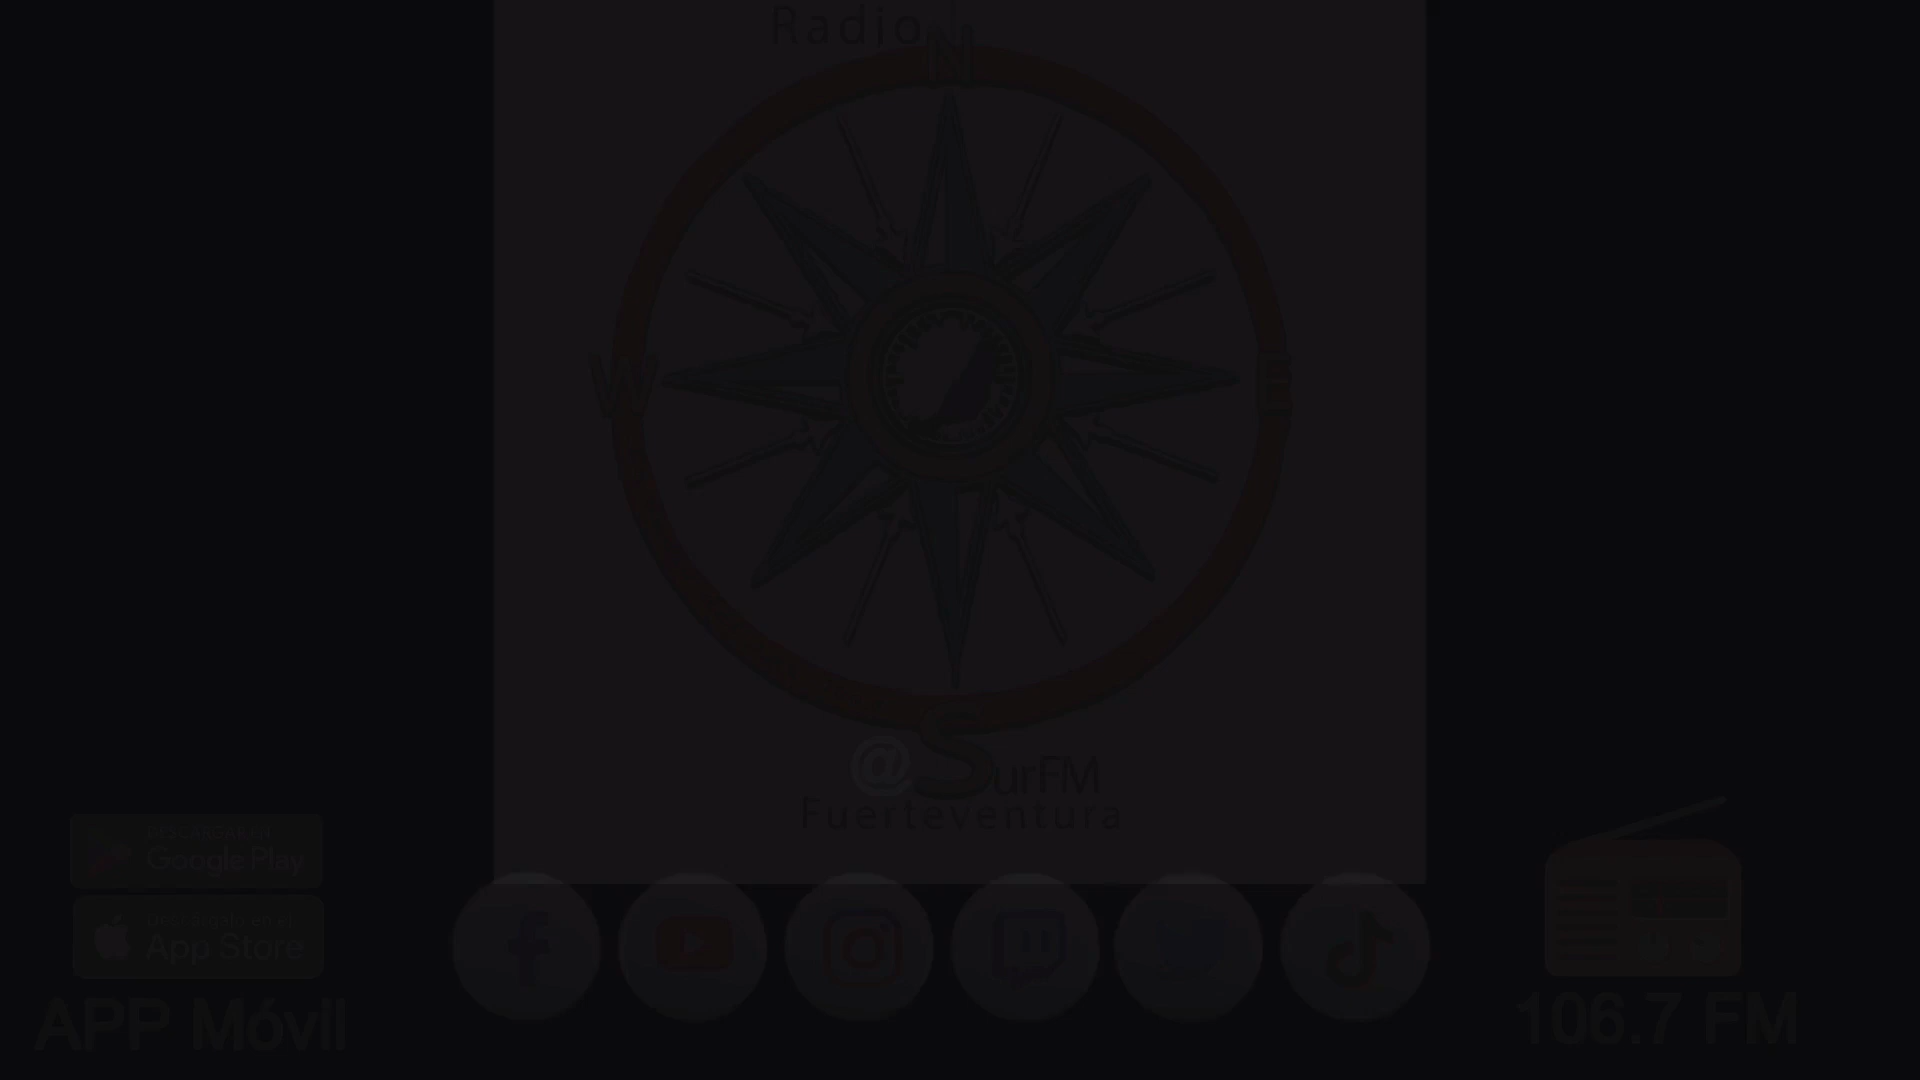 Radio
N
W
E
@SurFM
Fuerteventura
Google Play
App Store
APP Móvil
106.7 FM